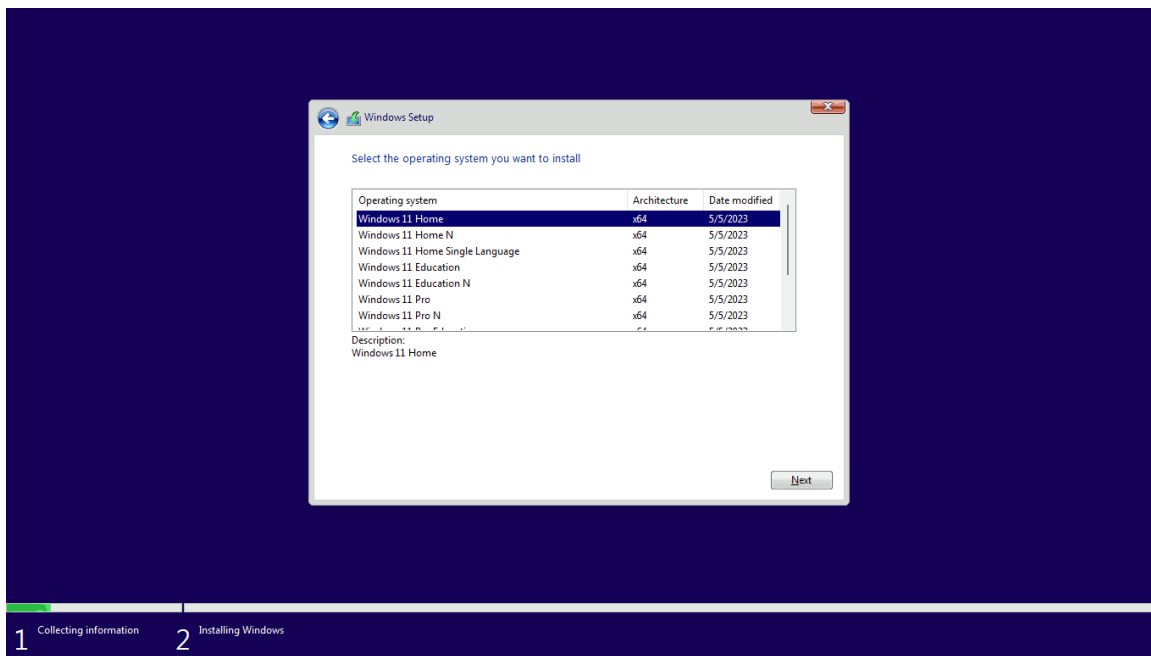 Windows Setup
Select the operating system you want to install
Operating system Architecture Date modified
Windows 11 Home x64 5/5/2023
Windows 11 Home N x64 5/5/2023
Windows 11 Home Single Language x64 5/5/2023
Windows 11 Education x64 5/5/2023
Windows 11 Education N x64 5/5/2023
Windows 11 Pro x64 5/5/2023
Windows 11 Pro N x64 5/5/2023
Description:
Windows 11 Home
Next
1 Collecting information 2 Installing Windows